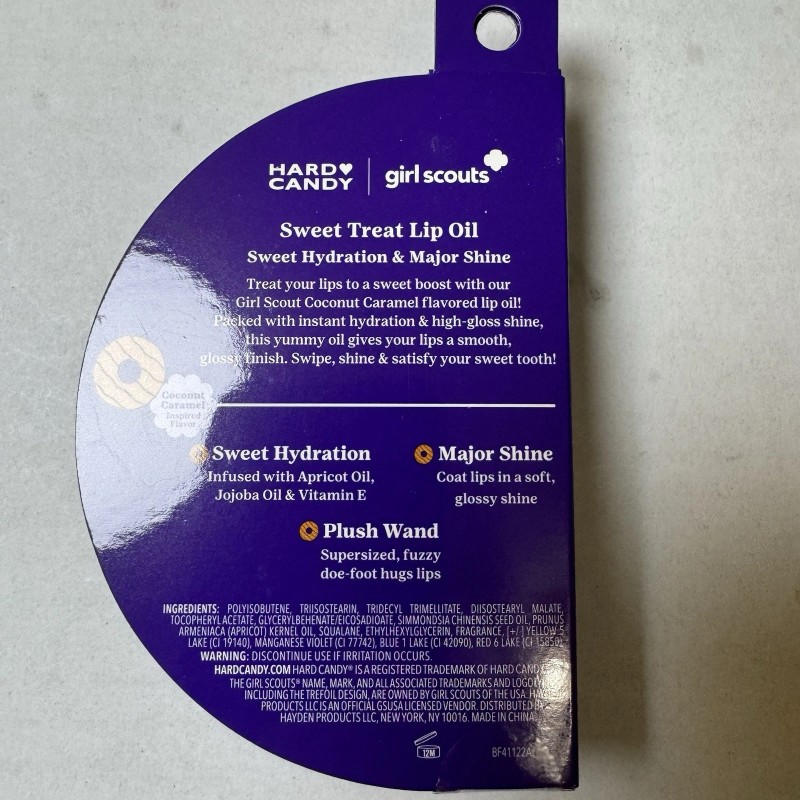 HARD CANDY | girl scouts
Sweet Treat Lip Oil
Sweet Hydration & Major Shine
Treat your lips to a sweet boost with our
Girl Scout Coconut Caramel flavored lip oil!
Packed with instant hydration & high-gloss shine,
this yummy oil gives your lips a smooth,
glossy finish. Swipe, shine & satisfy your sweet tooth!
Coconut
Caramel
Inspired
Flavor
Sweet Hydration
Infused with Apricot Oil,
Jojoba Oil & Vitamin E
Major Shine
Coat lips in a soft,
glossy shine
Plush Wand
Supersized, fuzzy
doe-foot hugs lips
INGREDIENTS: POLYISOBUTENE, TRIISOSTEARIN, TRIDECYL TRIMELLITATE, DIISOSTEARYL MALATE,
TOCOPHERYL ACETATE, GLYCERYLBEHENATE/EICOSADIOATE, SIMMONDSIA CHINENSIS SEED OIL, PRUNUS
ARMENIACA (APRICOT) KERNEL OIL, SQUALANE, ETHYLHEXYLGLYCERIN, FRAGRANCE, [+/-] YELLOW 5
LAKE (CI 19140), MANGANESE VIOLET (CI 77742), BLUE 1 LAKE (CI 42090), RED 6 LAKE (CI 15850)
WARNING: DISCONTINUE USE IF IRRITATION OCCURS.
HARDCANDY.COM HARD CANDY® IS A REGISTERED TRADEMARK OF HARD CANDY
THE GIRL SCOUTS® NAME, MARK, AND ALL ASSOCIATED TRADEMARKS AND
INCLUDING THE TREFOIL DESIGN, ARE OWNED BY GIRL SCOUTS OF THE USA.
PRODUCTS LLC IS AN OFFICIAL GSUSA LICENSED VENDOR. DISTRIBUTED BY
HAYDEN PRODUCTS LLC, NEW YORK, NY 10016. MADE IN CHINA
12M